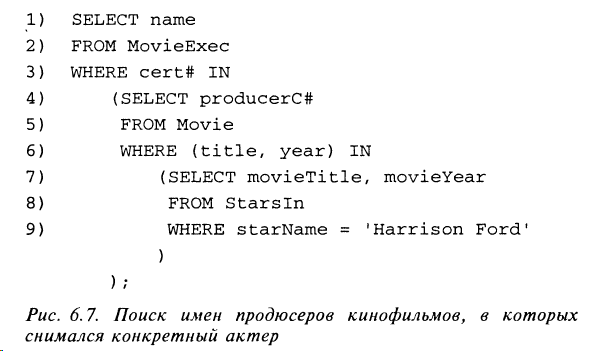 1) SELECT name
2) FROM MovieExec
3) WHERE cert# IN
4) (SELECT producerC#
5) FROM Movie
6) WHERE (title, year) IN
7) (SELECT movieTitle, movieYear
8) FROM StarsIn
9) WHERE starName = 'Harrison Ford'
)
);
Рис. 6.7. Поиск имен продюсеров кинофильмов, в которых
снимался конкретный актер